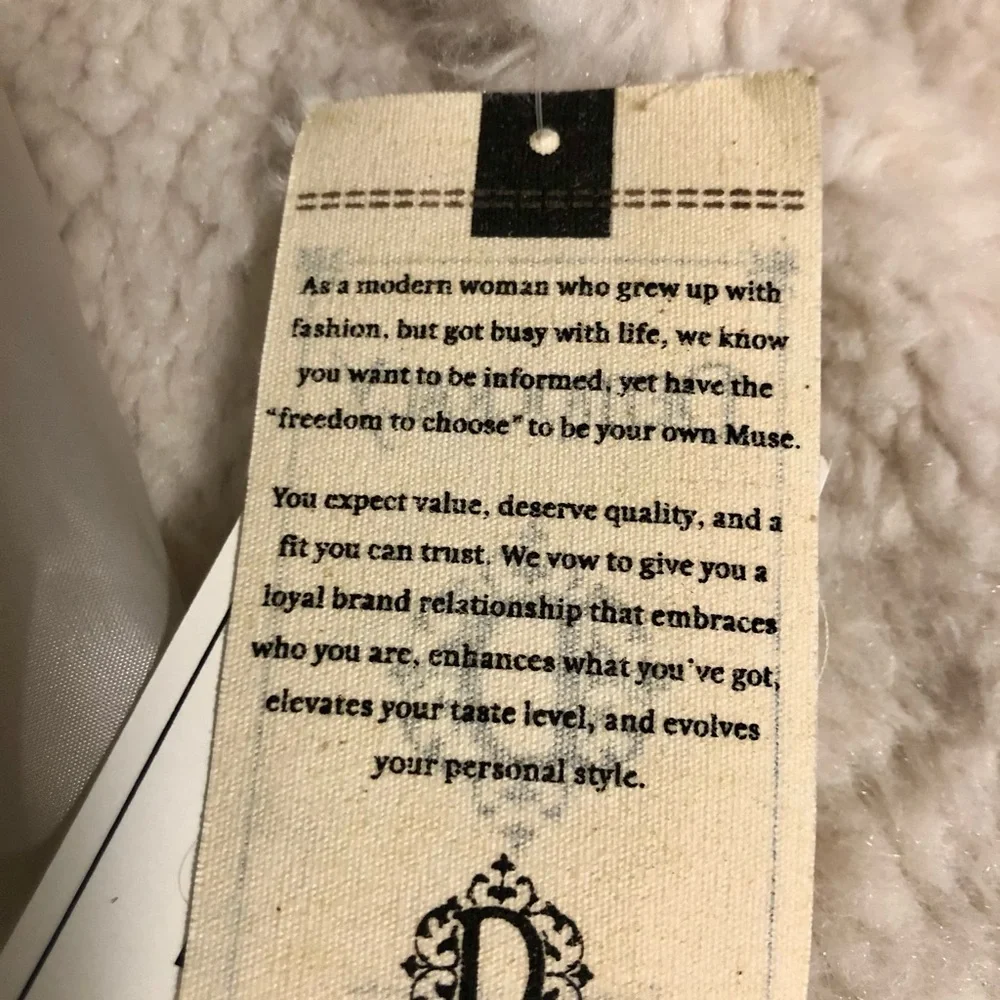 As a modern woman who grew up with
fashion, but got busy with life, we know
you want to be informed, yet have the
"freedom to choose" to be your own Muse.
You expect value, deserve quality, and a
fit you can trust. We vow to give you a
loyal brand relationship that embraces
who you are, enhances what you've got,
elevates your taste level, and evolves
your personal style.
D